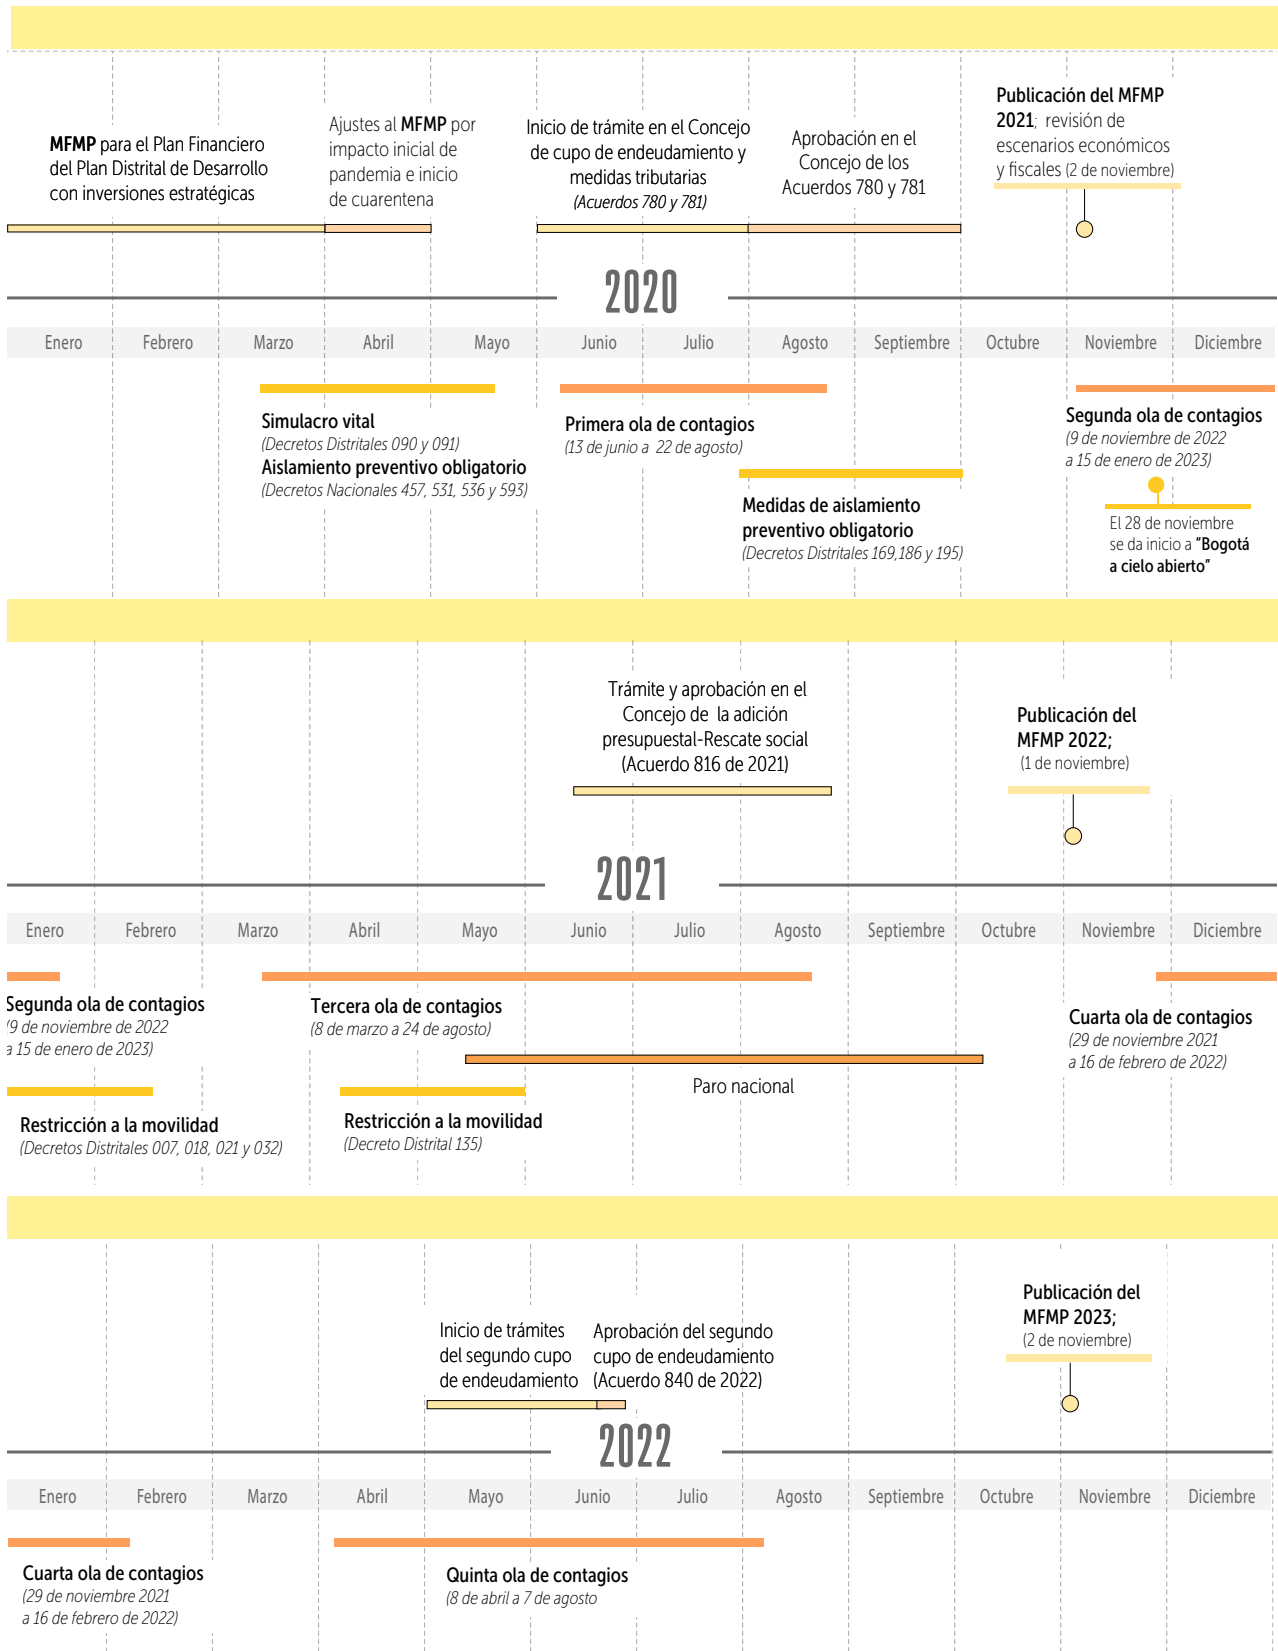 MFMP para el Plan Financiero
del Plan Distrital de Desarrollo
con inversiones estratégicas
Ajustes al MFMP por
impacto inicial de
pandemia e inicio
de cuarentena
Inicio de trámite en el Concejo
de cupo de endeudamiento y
medidas tributarias
(Acuerdos 780 y 781)
Aprobación en el
Concejo de los
Acuerdos 780 y 781
Publicación del MFMP
2021; revisión de
escenarios económicos
y fiscales (2 de noviembre)
2020
Enero Febrero Marzo Abril Mayo Junio Julio Agosto Septiembre Octubre Noviembre Diciembre
Simulacro vital
(Decretos Distritales 090 y 091)
Aislamiento preventivo obligatorio
(Decretos Nacionales 457, 531, 536 y 593)
Primera ola de contagios
(13 de junio a 22 de agosto)
Medidas de aislamiento
preventivo obligatorio
(Decretos Distritales 169,186 y 195)
Segunda ola de contagios
(9 de noviembre de 2022
a 15 de enero de 2023)
El 28 de noviembre
se da inicio a "Bogotá
a cielo abierto"
Trámite y aprobación en el
Concejo de la adición
presupuestal-Rescate social
(Acuerdo 816 de 2021)
Publicación del
MFMP 2022;
(1 de noviembre)
2021
Enero Febrero Marzo Abril Mayo Junio Julio Agosto Septiembre Octubre Noviembre Diciembre
Segunda ola de contagios
(9 de noviembre de 2022
a 15 de enero de 2023)
Restricción a la movilidad
(Decretos Distritales 007, 018, 021 y 032)
Tercera ola de contagios
(8 de marzo a 24 de agosto)
Paro nacional
Restricción a la movilidad
(Decreto Distrital 135)
Cuarta ola de contagios
(29 de noviembre 2021
a 16 de febrero de 2022)
Inicio de trámites
del segundo cupo
de endeudamiento
Aprobación del segundo
cupo de endeudamiento
(Acuerdo 840 de 2022)
Publicación del
MFMP 2023;
(2 de noviembre)
2022
Enero Febrero Marzo Abril Mayo Junio Julio Agosto Septiembre Octubre Noviembre Diciembre
Cuarta ola de contagios
(29 de noviembre 2021
a 16 de febrero de 2022)
Quinta ola de contagios
(8 de abril a 7 de agosto